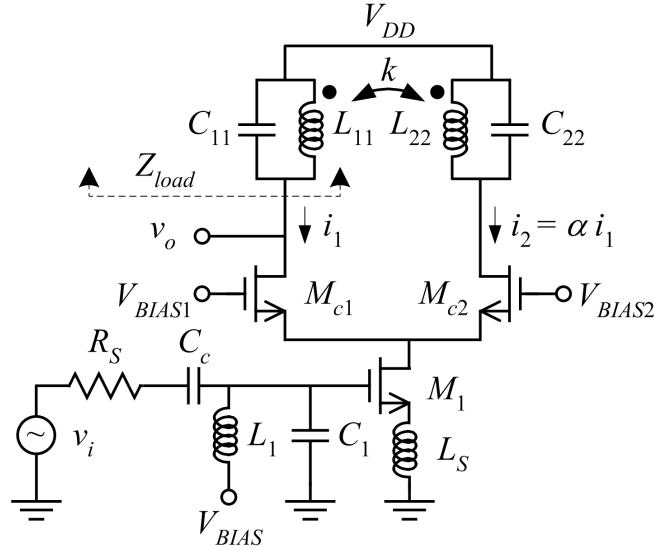 V_DD
k
C_11 L_11 L_22 C_22
Z_load
i_1 i_2 = α i_1
v_o
V_BIAS1 M_c1 M_c2 V_BIAS2
R_S C_c
M_1
~ v_i L_1 C_1 L_S
V_BIAS